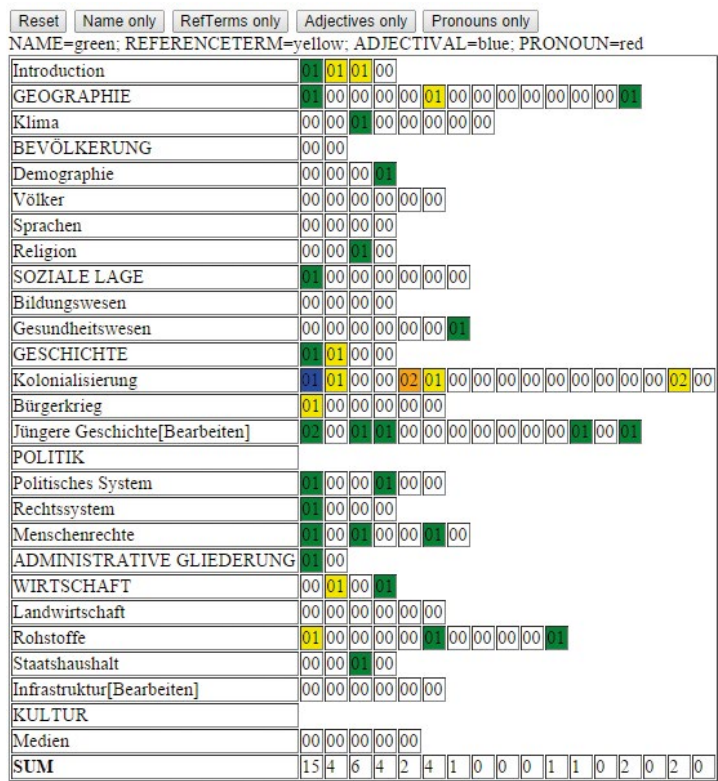 Reset Name only RefTerms only Adjectives only Pronouns only
NAME=green; REFERENCETERM=yellow; ADJECTIVAL=blue; PRONOUN=red
Introduction 01 01 01 00
GEOGRAPHIE 01 00 00 00 00 01 00 00 00 00 00 00 00 01
Klima 00 00 01 00 00 00 00 00
BEVÖLKERUNG 00 00
Demographie 00 00 00 01
Völker 00 00 00 00 00 00
Sprachen 00 00 00 00
Religion 00 00 01 00
SOZIALE LAGE 01 00 00 00 00 00 00
Bildungswesen 00 00 00 00
Gesundheitswesen 00 00 00 00 00 00 01
GESCHICHTE 01 01 00 00
Kolonialisierung 01 01 00 00 02 01 00 00 00 00 00 00 00 00 00 02 00
Bürgerkrieg 01 00 00 00 00 00
Jüngere Geschichte[Bearbeiten] 02 00 01 01 00 00 00 00 00 00 00 01 00 01
POLITIK
Politisches System 01 00 00 01 00 00
Rechtssystem 01 00 00 00
Menschenrechte 01 00 01 00 00 01 00
ADMINISTRATIVE GLIEDERUNG 01 00
WIRTSCHAFT 00 01 00 01
Landwirtschaft 00 00 00 00 00 00
Rohstoffe 01 00 00 00 00 01 00 00 00 00 01
Staatshaushalt 00 00 01 00
Infrastruktur[Bearbeiten] 00 00 00 00 00 00
KULTUR
Medien 00 00 00 00 00
SUM 15 4 6 4 2 4 1 0 0 0 1 1 0 2 0 2 0